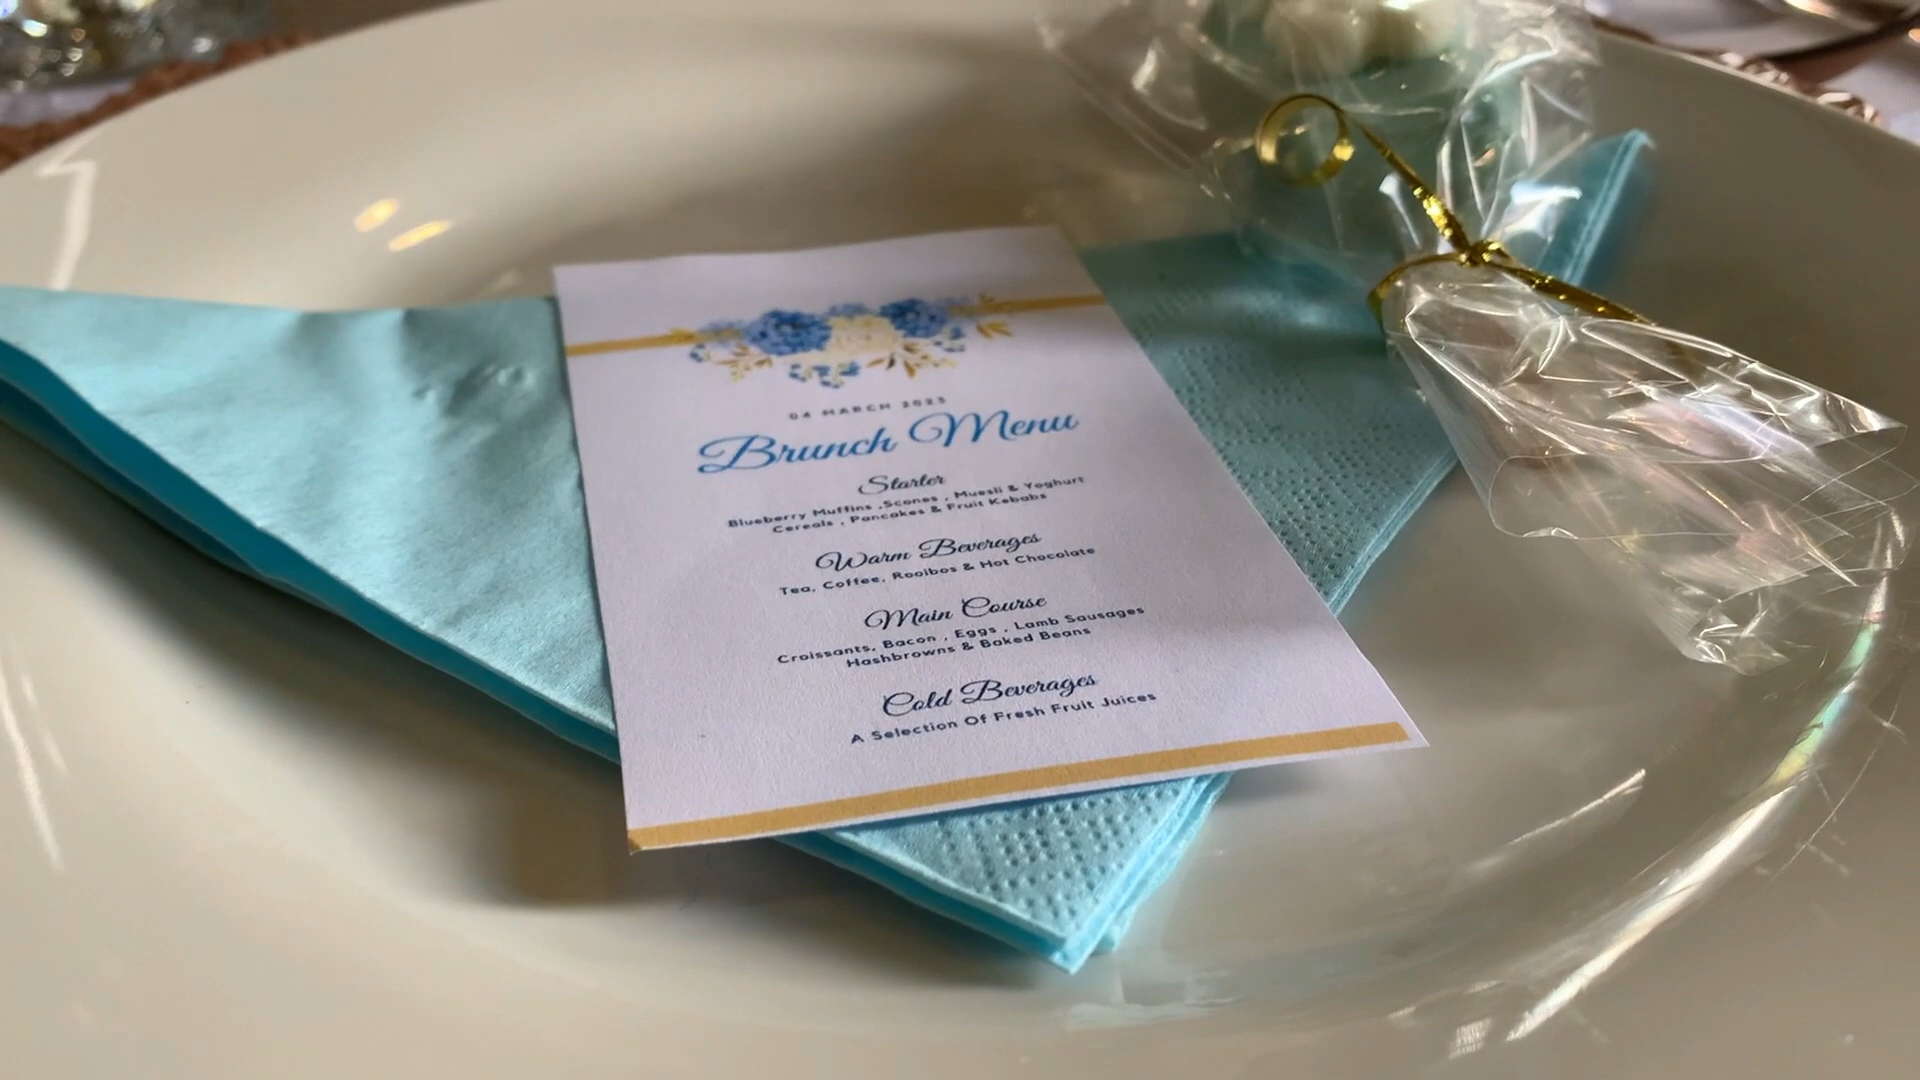 04 MARCH 2023
Brunch Menu
Starter
Blueberry Muffins ,Scones , Muesli & Yoghurt
Cereals , Pancakes & Fruit Kebabs
Warm Beverages
Tea, Coffee, Rooibos & Hot Chocolate
Main Course
Croissants, Bacon , Eggs , Lamb Sausages
Hashbrowns & Baked Beans
Cold Beverages
A Selection Of Fresh Fruit Juices